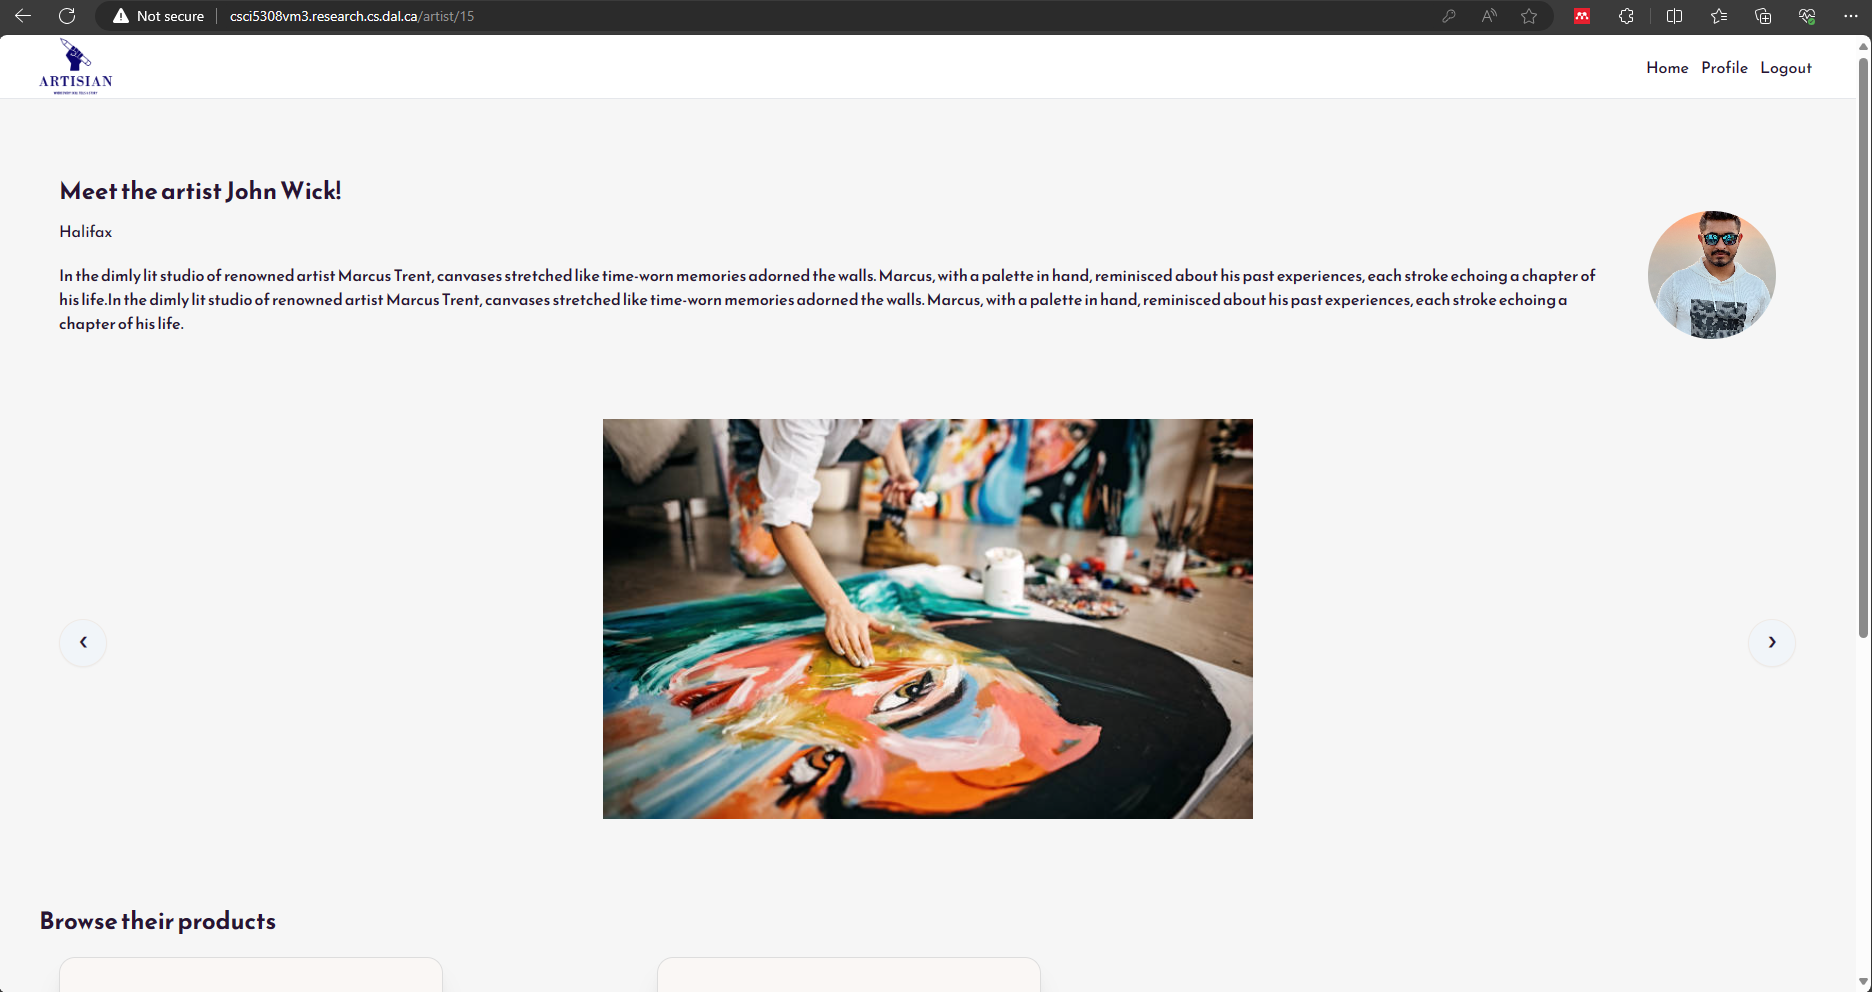 Not secure csci5308vm3.research.cs.dal.ca/artist/15
ARTISIAN
Home Profile Logout
Meet the artist John Wick!
Halifax
In the dimly lit studio of renowned artist Marcus Trent, canvases stretched like time-worn memories adorned the walls. Marcus, with a palette in hand, reminisced about his past experiences, each stroke echoing a chapter of
his life.In the dimly lit studio of renowned artist Marcus Trent, canvases stretched like time-worn memories adorned the walls. Marcus, with a palette in hand, reminisced about his past experiences, each stroke echoing a
chapter of his life.
Browse their products